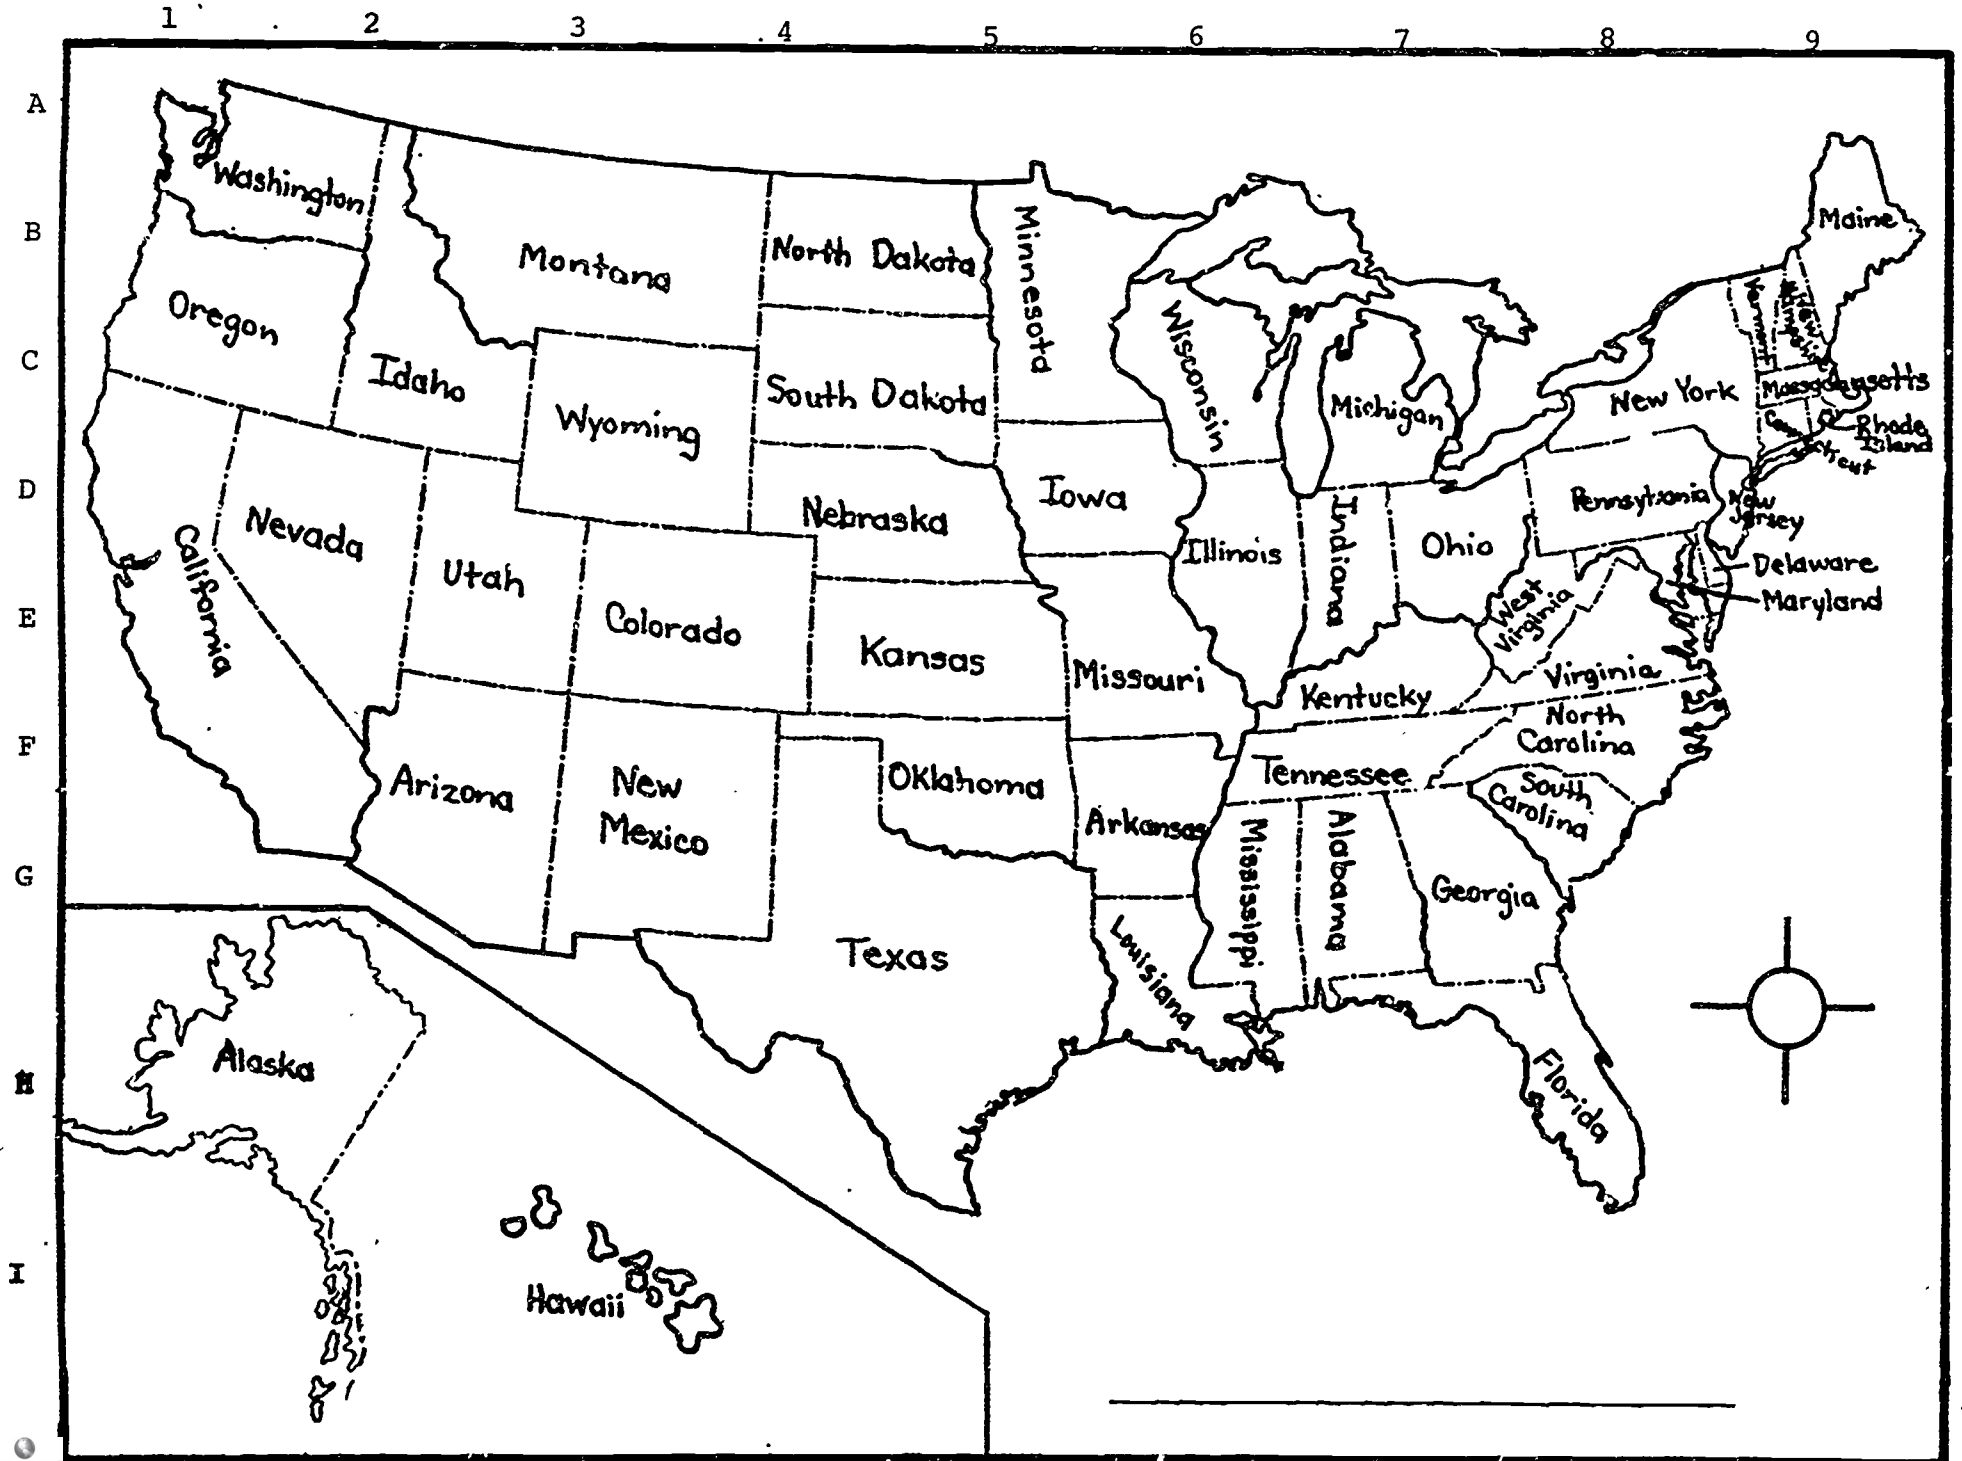 1 2 3 4 5 6 7 8 9
A
B
C
D
E
F
G
H
I
Washington
Oregon
California
Idaho
Nevada
Montana
Wyoming
Utah
Arizona
Colorado
New
Mexico
North Dakota
South Dakota
Nebraska
Kansas
Oklahoma
Texas
Minnesota
Iowa
Missouri
Arkansas
Louisiana
Wisconsin
Illinois
Michigan
Indiana
Ohio
Kentucky
Tennessee
Mississippi
Alabama
Georgia
Florida
South
Carolina
North
Carolina
Virginia
West
Virginia
Pennsylvania
New York
Vermont
New
Hampshire
Maine
Massachusetts
Rhode
Island
Connecticut
New
Jersey
Delaware
Maryland
Alaska
Hawaii